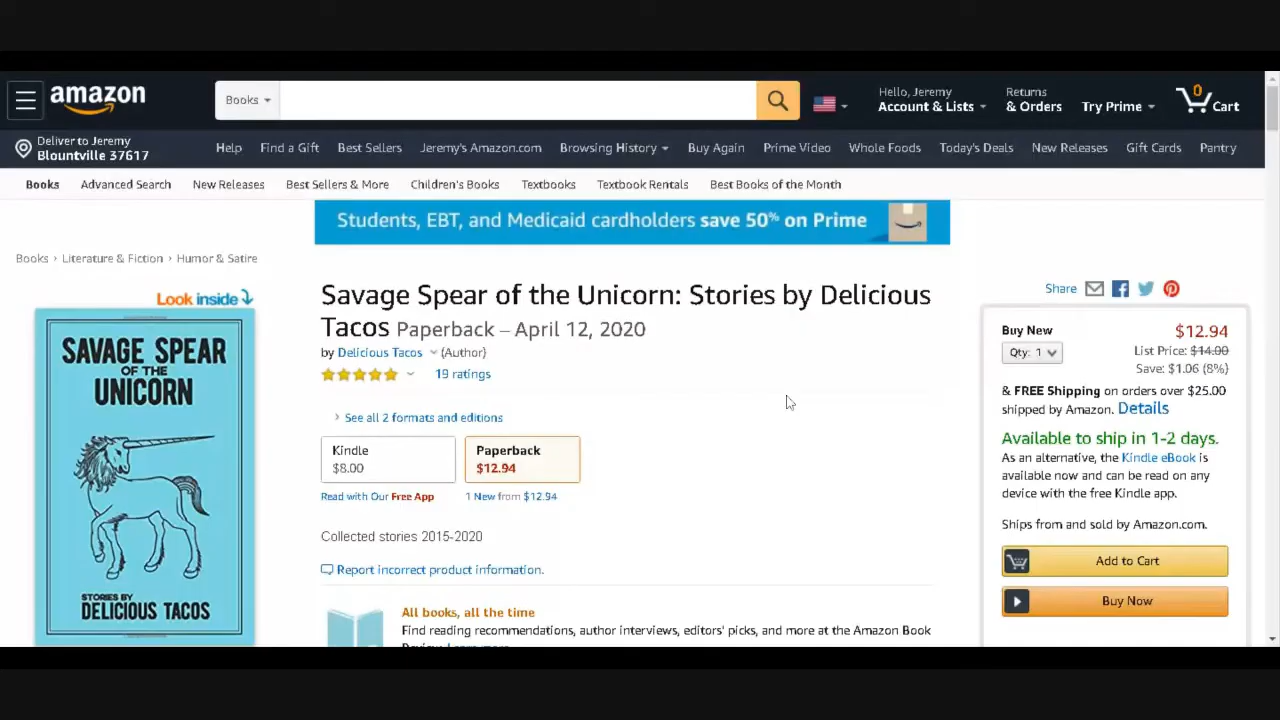 amazon
Books
Hello, Jeremy
Account & Lists
Returns
& Orders
Try Prime
0
Cart
Deliver to Jeremy
Blountville 37617
Help
Find a Gift
Best Sellers
Jeremy's Amazon.com
Browsing History
Buy Again
Prime Video
Whole Foods
Today's Deals
New Releases
Gift Cards
Pantry
Books
Advanced Search
New Releases
Best Sellers & More
Children's Books
Textbooks
Textbook Rentals
Best Books of the Month
Students, EBT, and Medicaid cardholders save 50% on Prime
Books › Literature & Fiction › Humor & Satire
Look inside
SAVAGE SPEAR
OF THE
UNICORN
STORIES BY
DELICIOUS TACOS
Savage Spear of the Unicorn: Stories by Delicious
Tacos Paperback – April 12, 2020
by Delicious Tacos (Author)
19 ratings
› See all 2 formats and editions
Kindle
$8.00
Paperback
$12.94
Read with Our Free App
1 New from $12.94
Collected stories 2015-2020
Report incorrect product information.
All books, all the time
Find reading recommendations, author interviews, editors' picks, and more at the Amazon Book
Share
Buy New
$12.94
Qty: 1
List Price: $14.00
Save: $1.06 (8%)
& FREE Shipping on orders over $25.00
shipped by Amazon. Details
Available to ship in 1-2 days.
As an alternative, the Kindle eBook is
available now and can be read on any
device with the free Kindle app.
Ships from and sold by Amazon.com.
Add to Cart
Buy Now